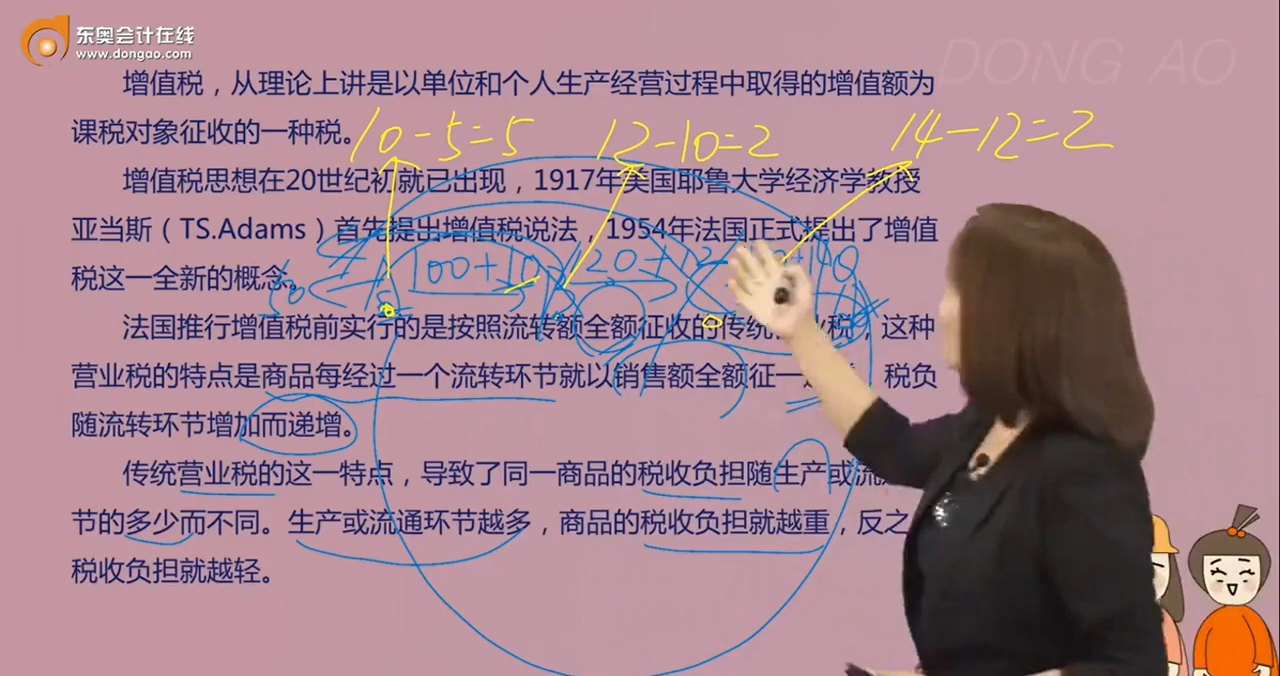 东奥会计在线
www.dongao.com
DONG AO
增值税，从理论上讲是以单位和个人生产经营过程中取得的增值额为
课税对象征收的一种税。
10-5=5 12-10=2 14-12=2
增值税思想在20世纪初就已出现，1917年美国耶鲁大学经济学教授
亚当斯（TS.Adams）首先提出增值税说法，1954年法国正式提出了增值
税这一全新的概念。
50 100+10 120+12
法国推行增值税前实行的是按照流转额全额征收的传统营业税，这种
营业税的特点是商品每经过一个流转环节就以销售额全额征一 税负
随流转环节增加而递增。
传统营业税的这一特点，导致了同一商品的税收负担随生产或流
节的多少而不同。生产或流通环节越多，商品的税收负担就越重，反之
税收负担就越轻。